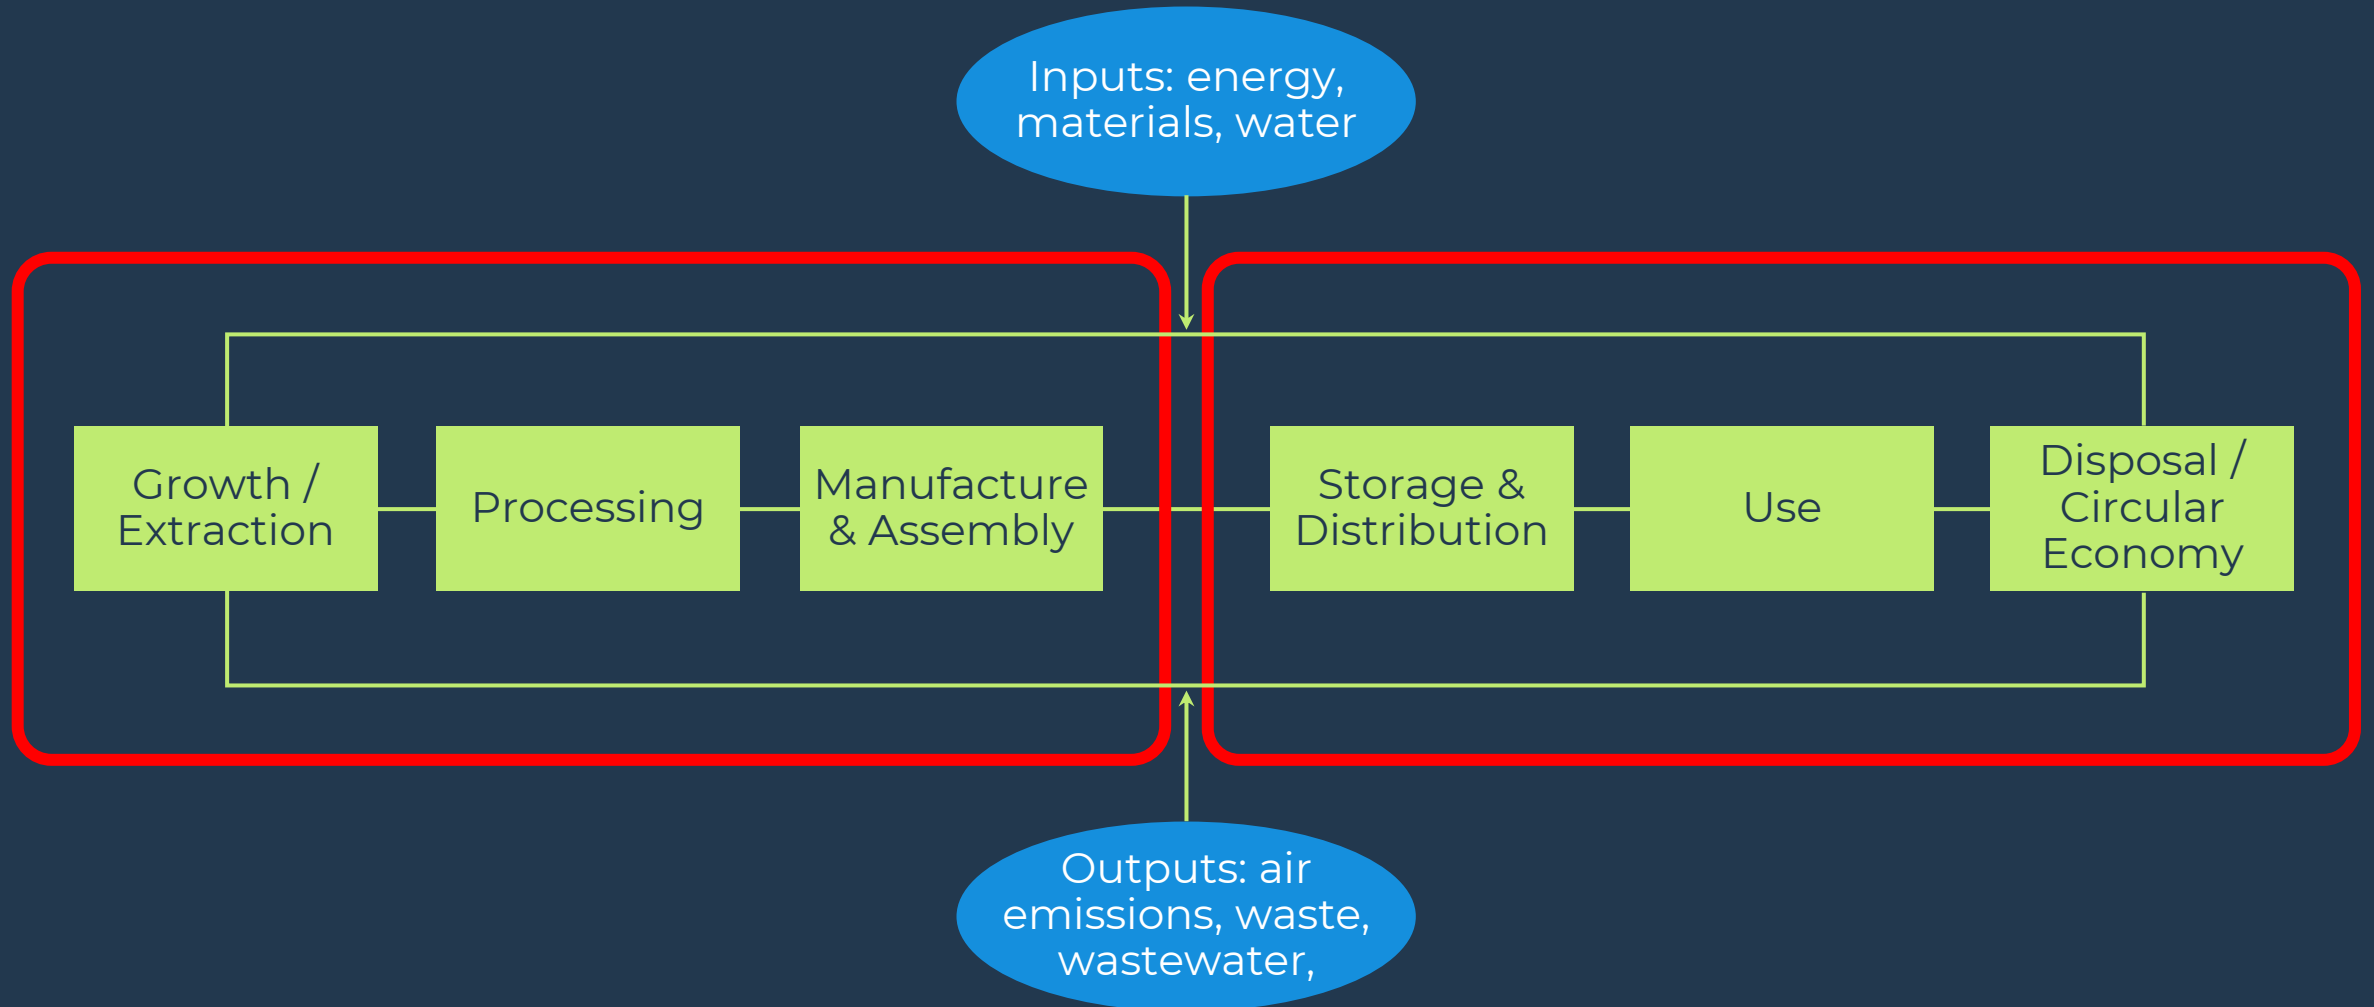 Inputs: energy,
materials, water
Growth /
Extraction
Processing
Manufacture
& Assembly
Storage &
Distribution
Use
Disposal /
Circular
Economy
Outputs: air
emissions, waste,
wastewater,